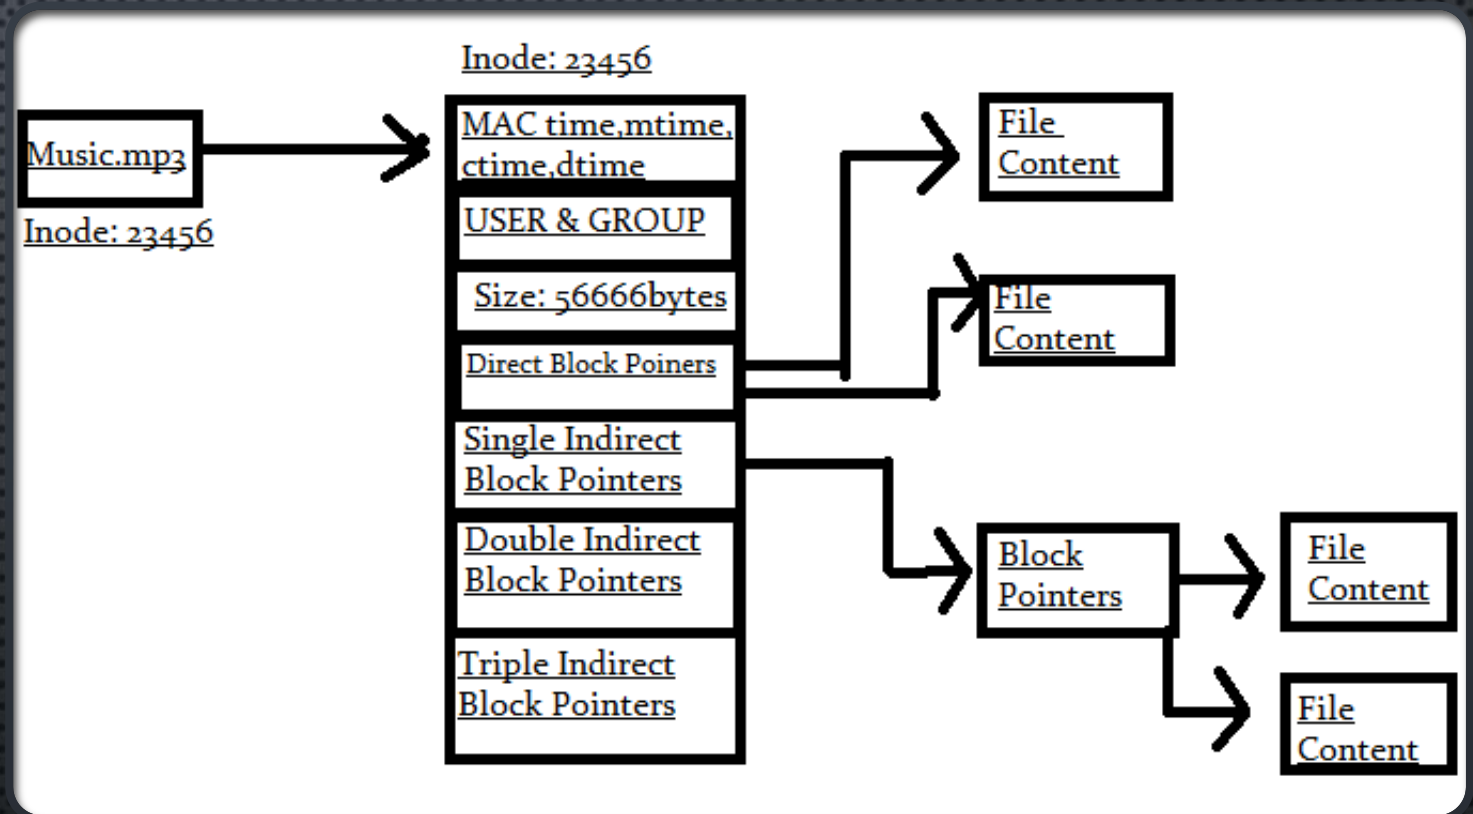 Inode: 23456
Music.mp3
Inode: 23456
MAC time,mtime,
ctime,dtime
USER & GROUP
Size: 56666bytes
Direct Block Poiners
Single Indirect
Block Pointers
Double Indirect
Block Pointers
Triple Indirect
Block Pointers
File
Content
File
Content
Block
Pointers
File
Content
File
Content